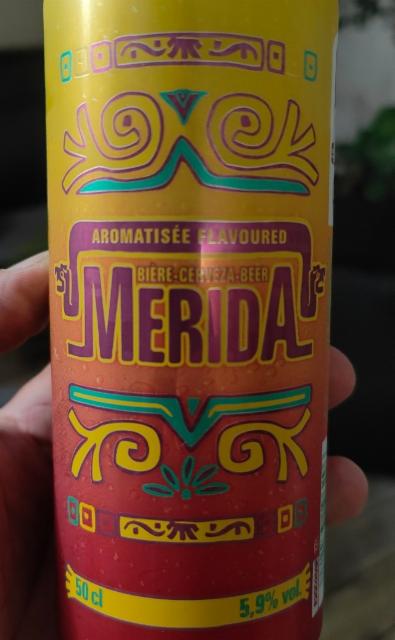 AROMATISÉE FLAVOURED
BIÈRE-CERVEZA-BEER
MERIDA
50 cl
5,9% vol.